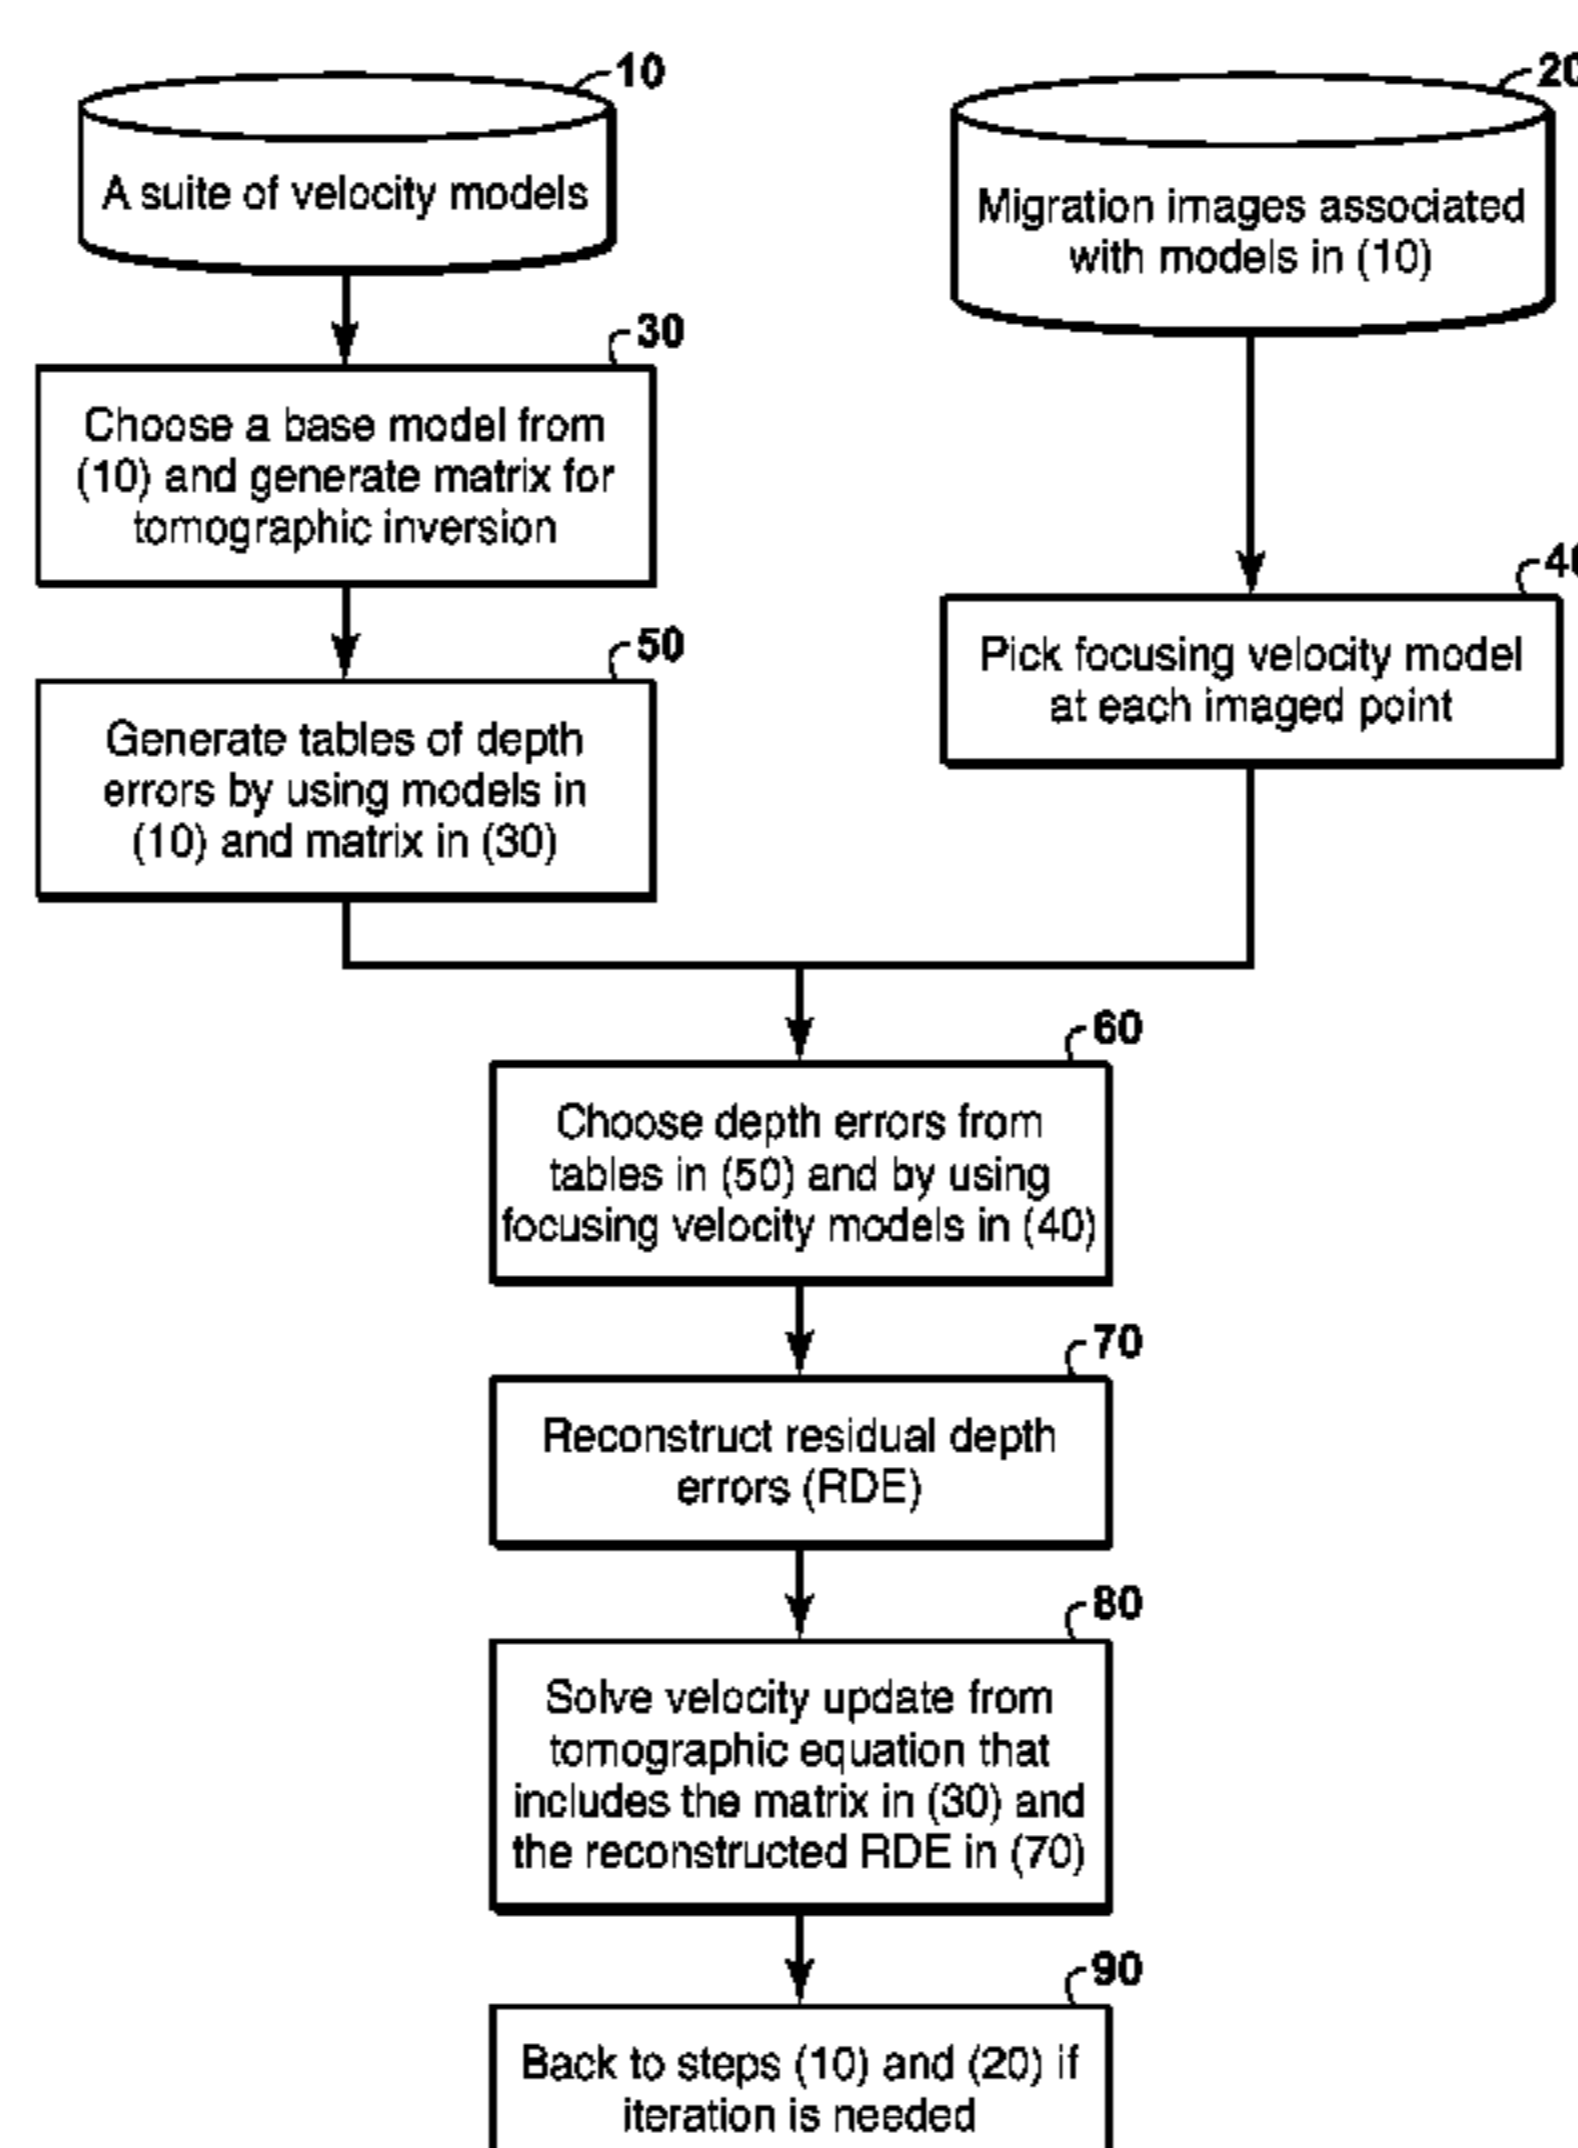 10
A suite of velocity models
20
Migration images associated
with models in (10)
30
Choose a base model from
(10) and generate matrix for
tomographic inversion
40
Pick focusing velocity model
at each imaged point
50
Generate tables of depth
errors by using models in
(10) and matrix in (30)
60
Choose depth errors from
tables in (50) and by using
focusing velocity models in (40)
70
Reconstruct residual depth
errors (RDE)
80
Solve velocity update from
tomographic equation that
includes the matrix in (30) and
the reconstructed RDE in (70)
90
Back to steps (10) and (20) if
iteration is needed